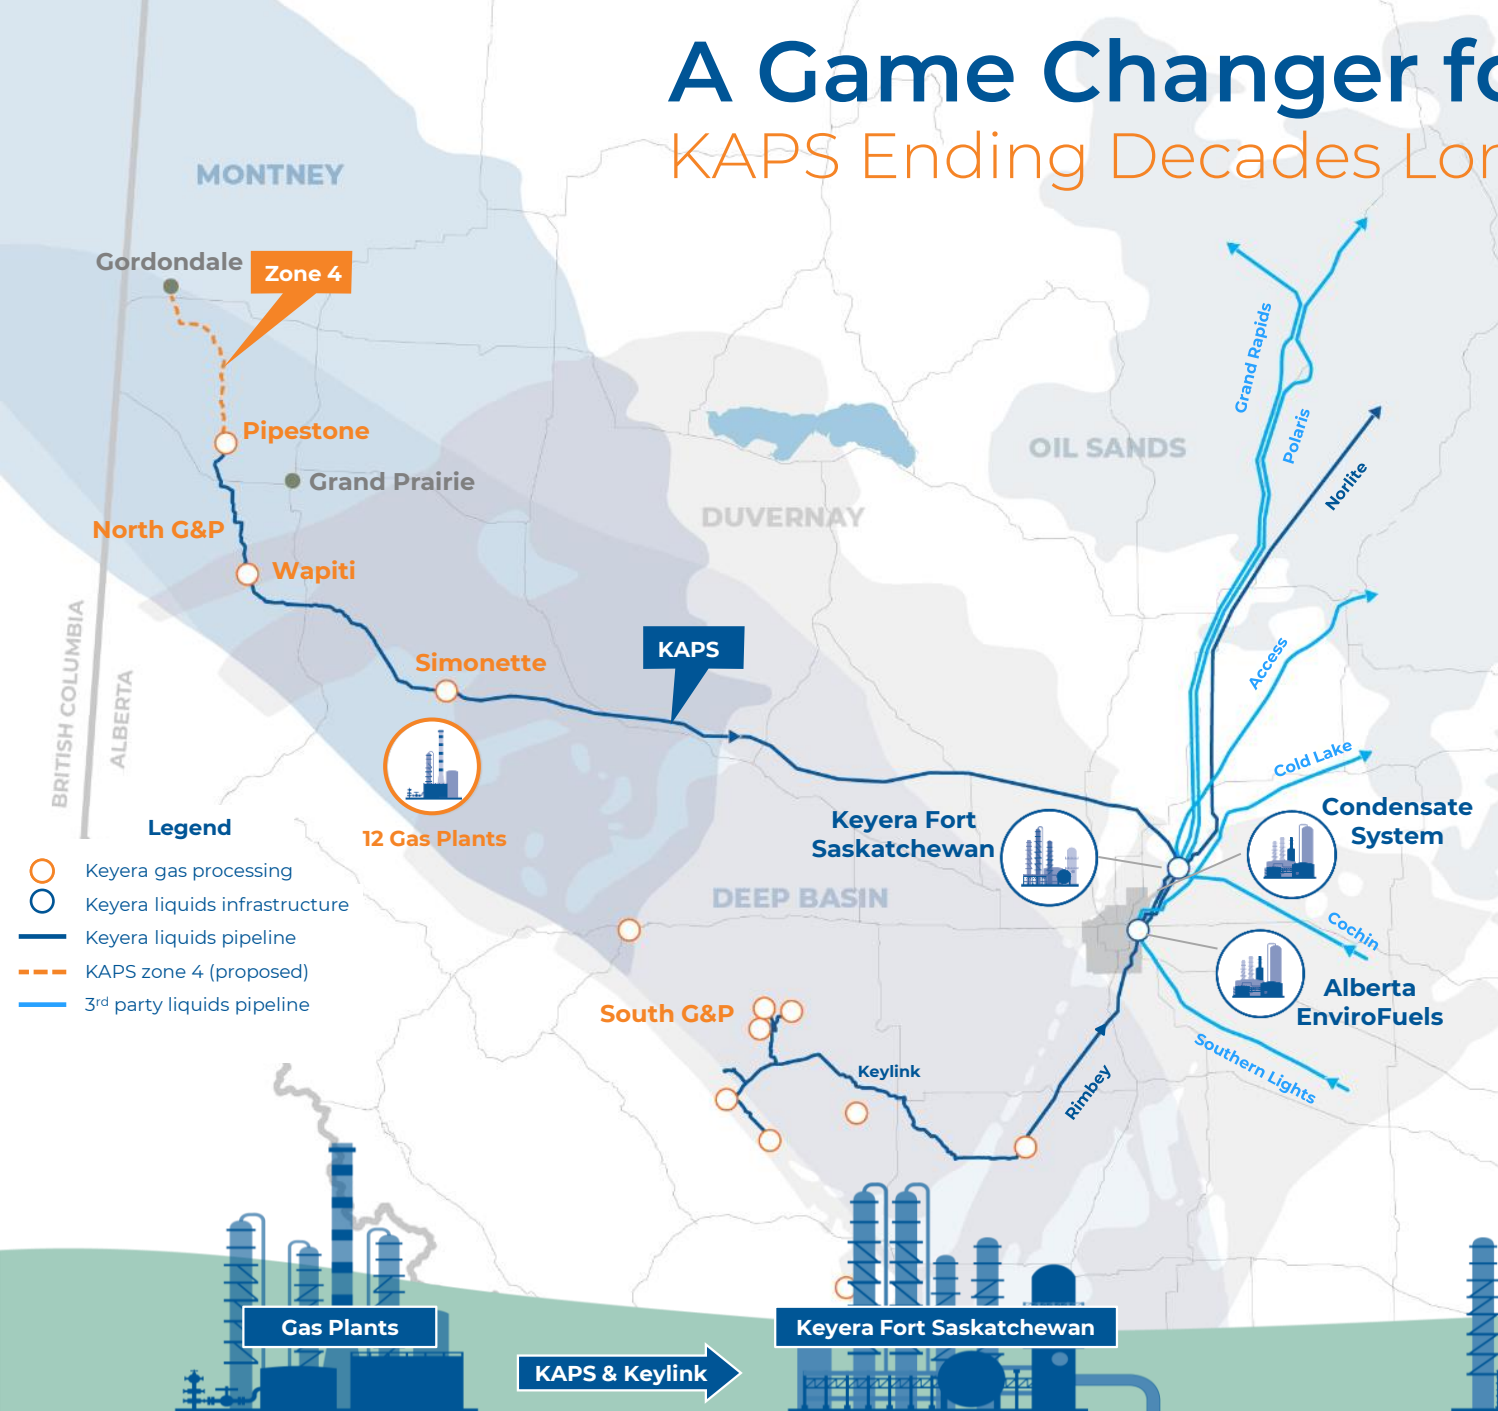 A Game Changer fo
KAPS Ending Decades Lon
MONTNEY
Gordondale
Zone 4
Pipestone
Grand Prairie
North G&P
Wapiti
BRITISH COLUMBIA
ALBERTA
Simonette
KAPS
12 Gas Plants
DUVERNAY
OIL SANDS
Grand Rapids
Polaris
Norlite
Access
Cold Lake
Condensate
System
Keyera Fort
Saskatchewan
DEEP BASIN
Cochin
Alberta
EnviroFuels
Southern Lights
South G&P
Keylink
Rimbey
Legend
Keyera gas processing
Keyera liquids infrastructure
Keyera liquids pipeline
KAPS zone 4 (proposed)
3rd party liquids pipeline
Gas Plants
KAPS & Keylink
Keyera Fort Saskatchewan